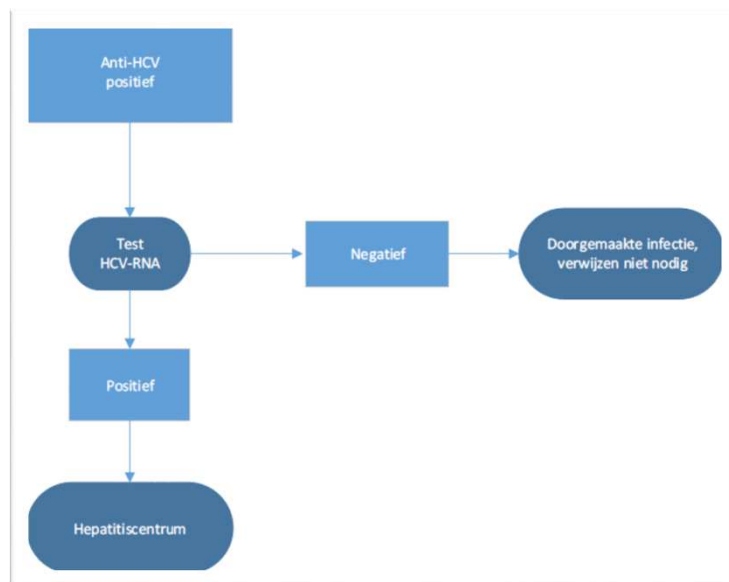 Anti-HCV
positief
Test
HCV-RNA
Negatief
Doorgemaakte infectie,
verwijzen niet nodig
Positief
Hepatitiscentrum